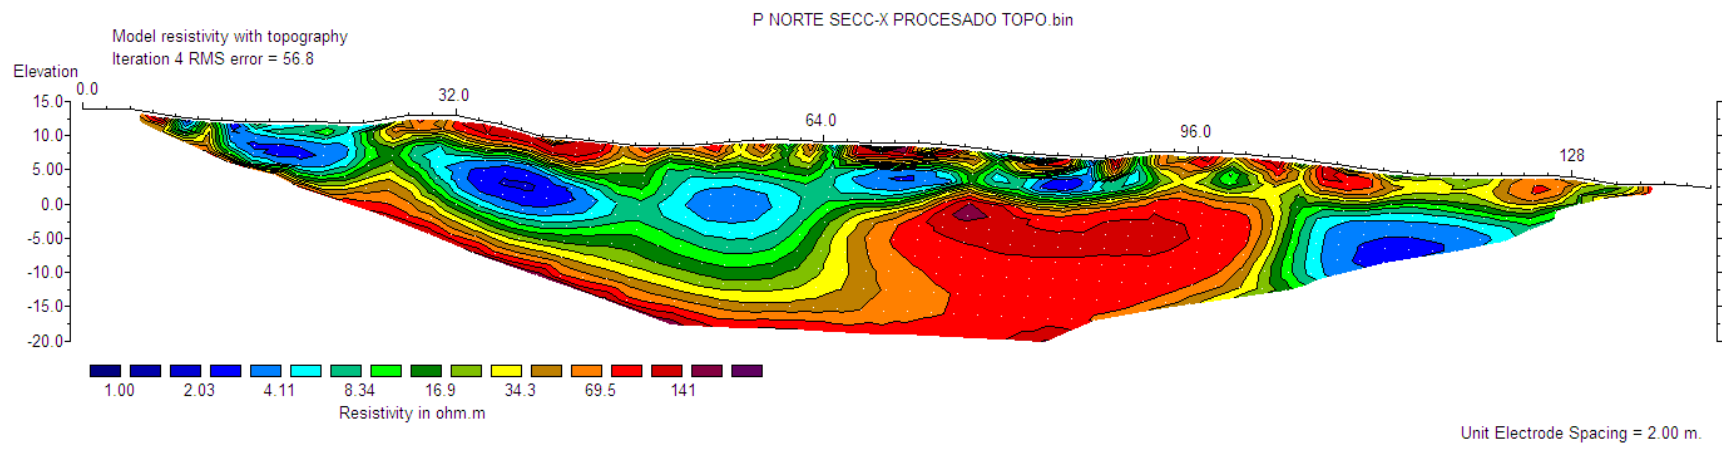 P NORTE SECC-X PROCESADO TOPO.bin
Model resistivity with topography
Iteration 4 RMS error = 56.8
Elevation
0.0
32.0
64.0
96.0
128
15.0
10.0
5.00
0.0
-5.00
-10.0
-15.0
-20.0
1.00 2.03 4.11 8.34 16.9 34.3 69.5 141
Resistivity in ohm.m
Unit Electrode Spacing = 2.00 m.